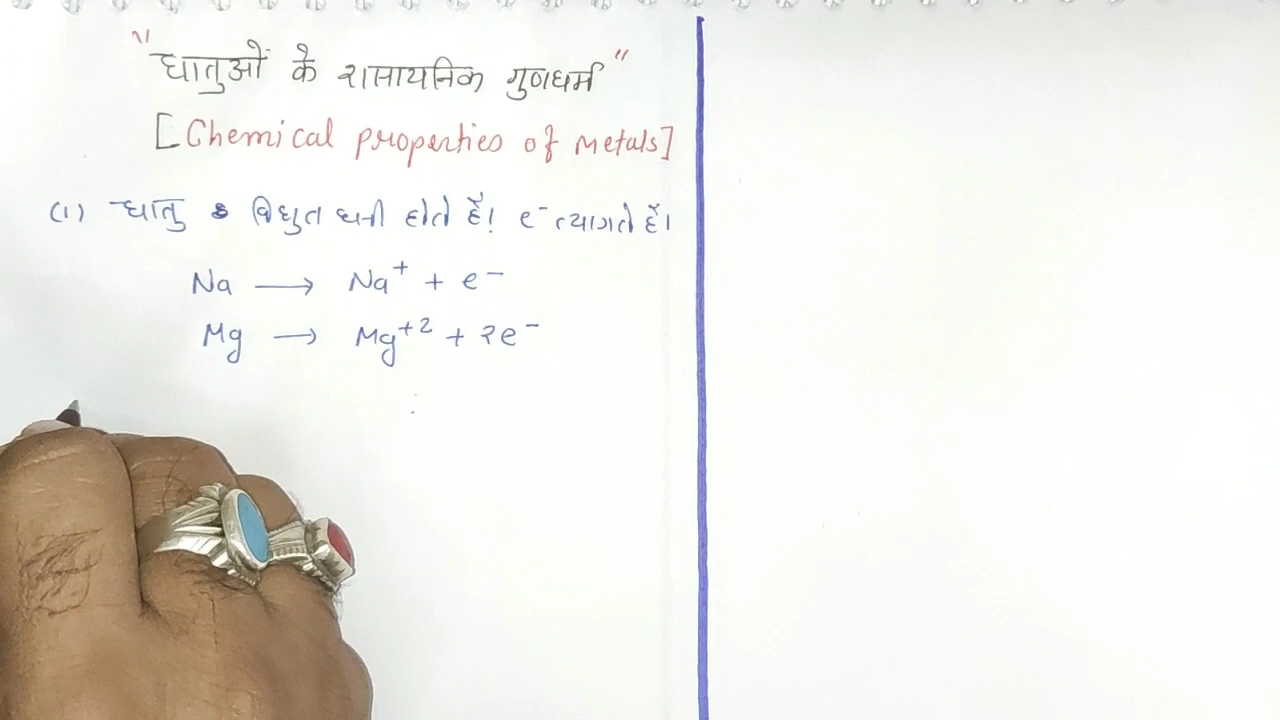 "धातुओं के रासायनिक गुणधर्म"
[Chemical properties of metals]
(1) धातु विद्युत धनी होते हैं! e⁻ त्यागते हैं।
Na ⟶ Na⁺ + e⁻
Mg ⟶ Mg⁺² + 2e⁻